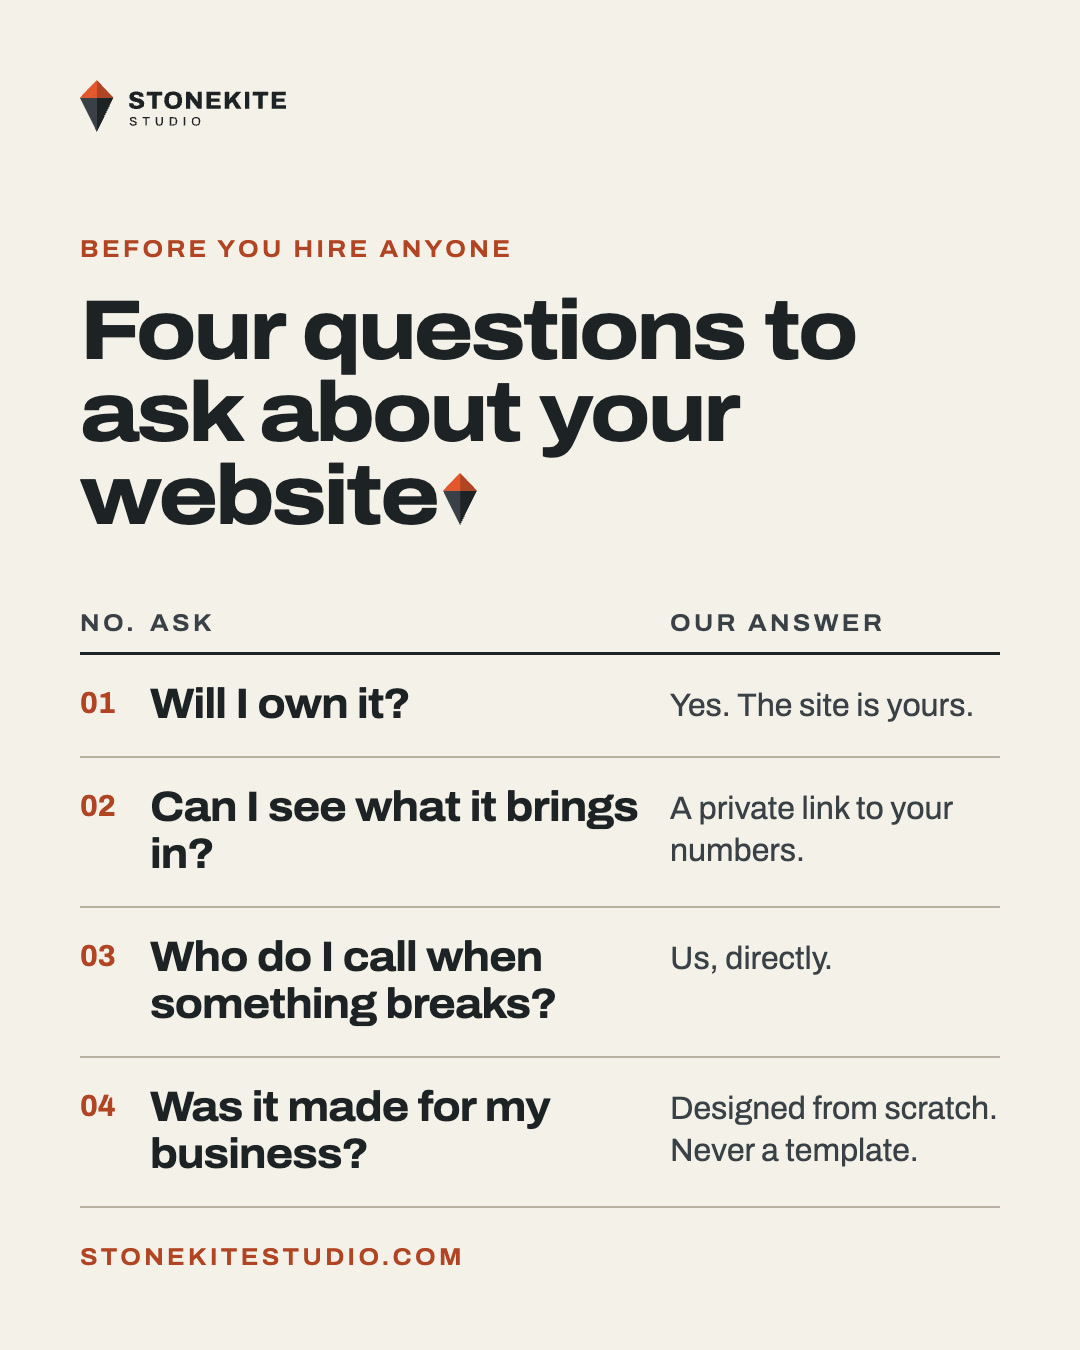 STONEKITE
STUDIO
BEFORE YOU HIRE ANYONE
Four questions to
ask about your
website
NO. ASK OUR ANSWER
01 Will I own it? Yes. The site is yours.
02 Can I see what it brings A private link to your
in? numbers.
03 Who do I call when Us, directly.
something breaks?
04 Was it made for my Designed from scratch.
business? Never a template.
STONEKITESTUDIO.COM